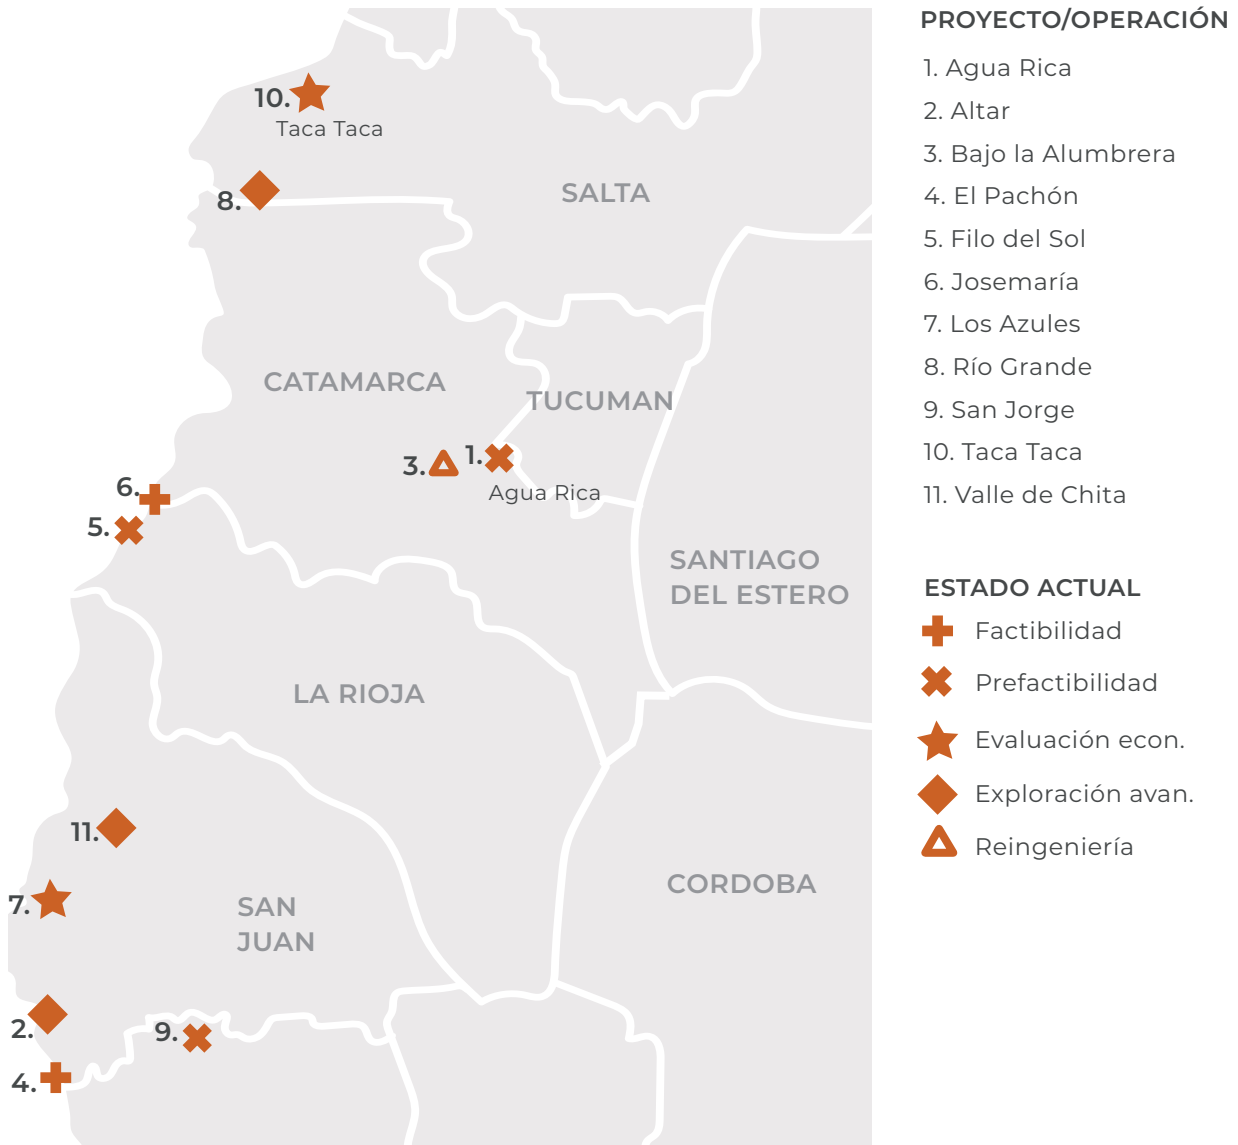 10.
Taca Taca
8.
SALTA
CATAMARCA
TUCUMAN
3.
1.
Agua Rica
6.
5.
SANTIAGO
DEL ESTERO
LA RIOJA
11.
7.
SAN
JUAN
CORDOBA
2.
9.
4.
PROYECTO/OPERACIÓN
1. Agua Rica
2. Altar
3. Bajo la Alumbrera
4. El Pachón
5. Filo del Sol
6. Josemaría
7. Los Azules
8. Río Grande
9. San Jorge
10. Taca Taca
11. Valle de Chita
ESTADO ACTUAL
Factibilidad
Prefactibilidad
Evaluación econ.
Exploración avan.
Reingeniería